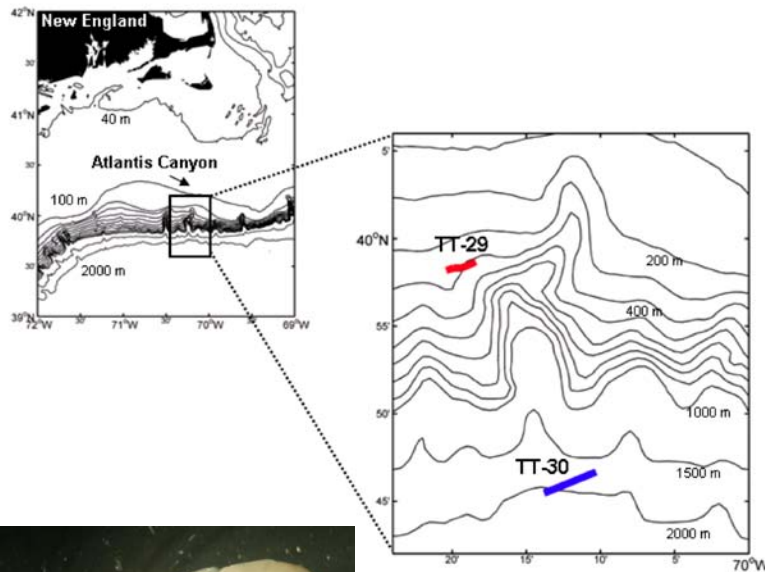 42°N
New England
30'
40 m
41°N
30'
Atlantis Canyon
100 m
40°N
30'
2000 m
39°N
72°W
30'
71°W
30'
70°W
30'
69°W
5'
40°N
TT-29
200 m
55'
400 m
50'
1000 m
TT-30
1500 m
45'
2000 m
20'
15'
10'
5'
70°W